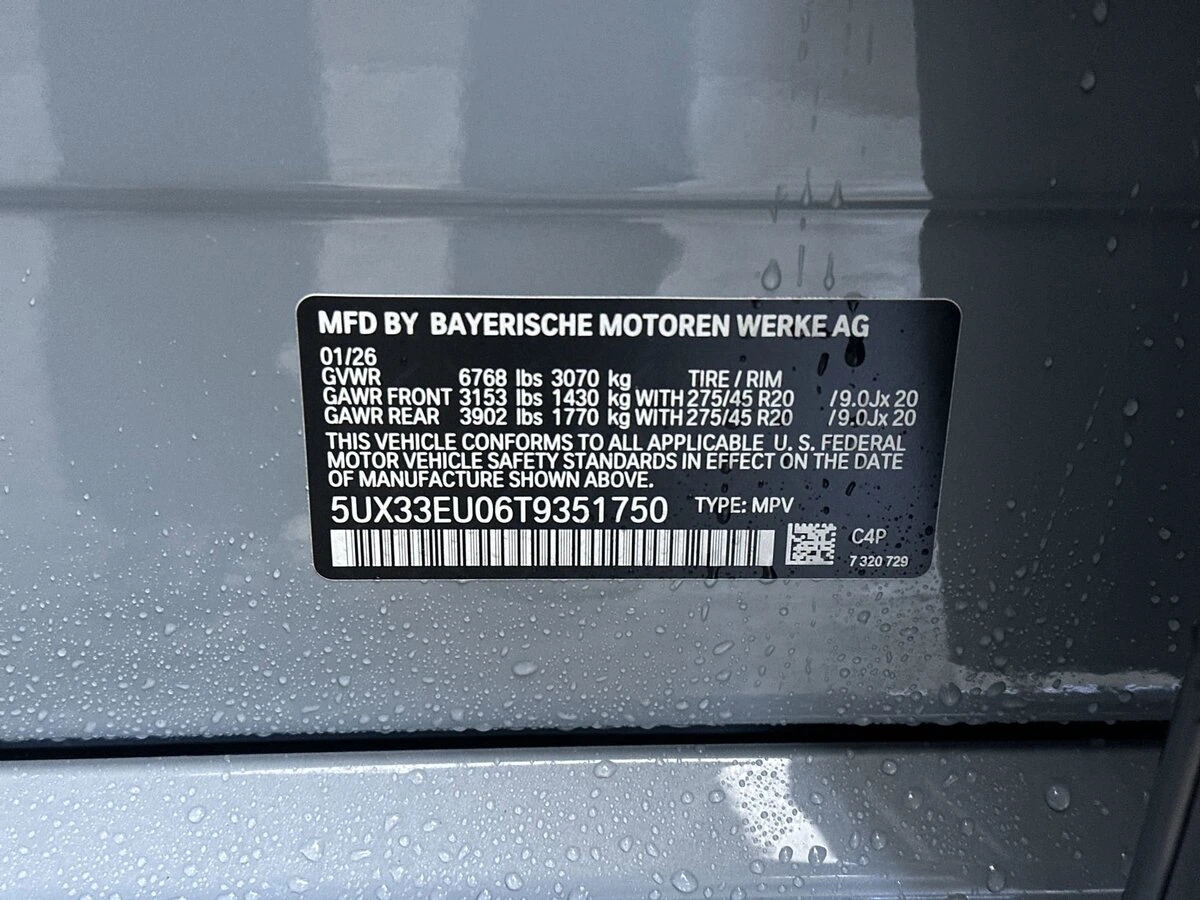 MFD BY BAYERISCHE MOTOREN WERKE AG
01/26
GVWR 6768 lbs 3070 kg TIRE / RIM
GAWR FRONT 3153 lbs 1430 kg WITH 275/45 R20 /9.0Jx 20
GAWR REAR 3902 lbs 1770 kg WITH 275/45 R20 /9.0Jx 20
THIS VEHICLE CONFORMS TO ALL APPLICABLE U. S. FEDERAL
MOTOR VEHICLE SAFETY STANDARDS IN EFFECT ON THE DATE
OF MANUFACTURE SHOWN ABOVE.
5UX33EU06T9351750 TYPE: MPV
C4P
7 320 729